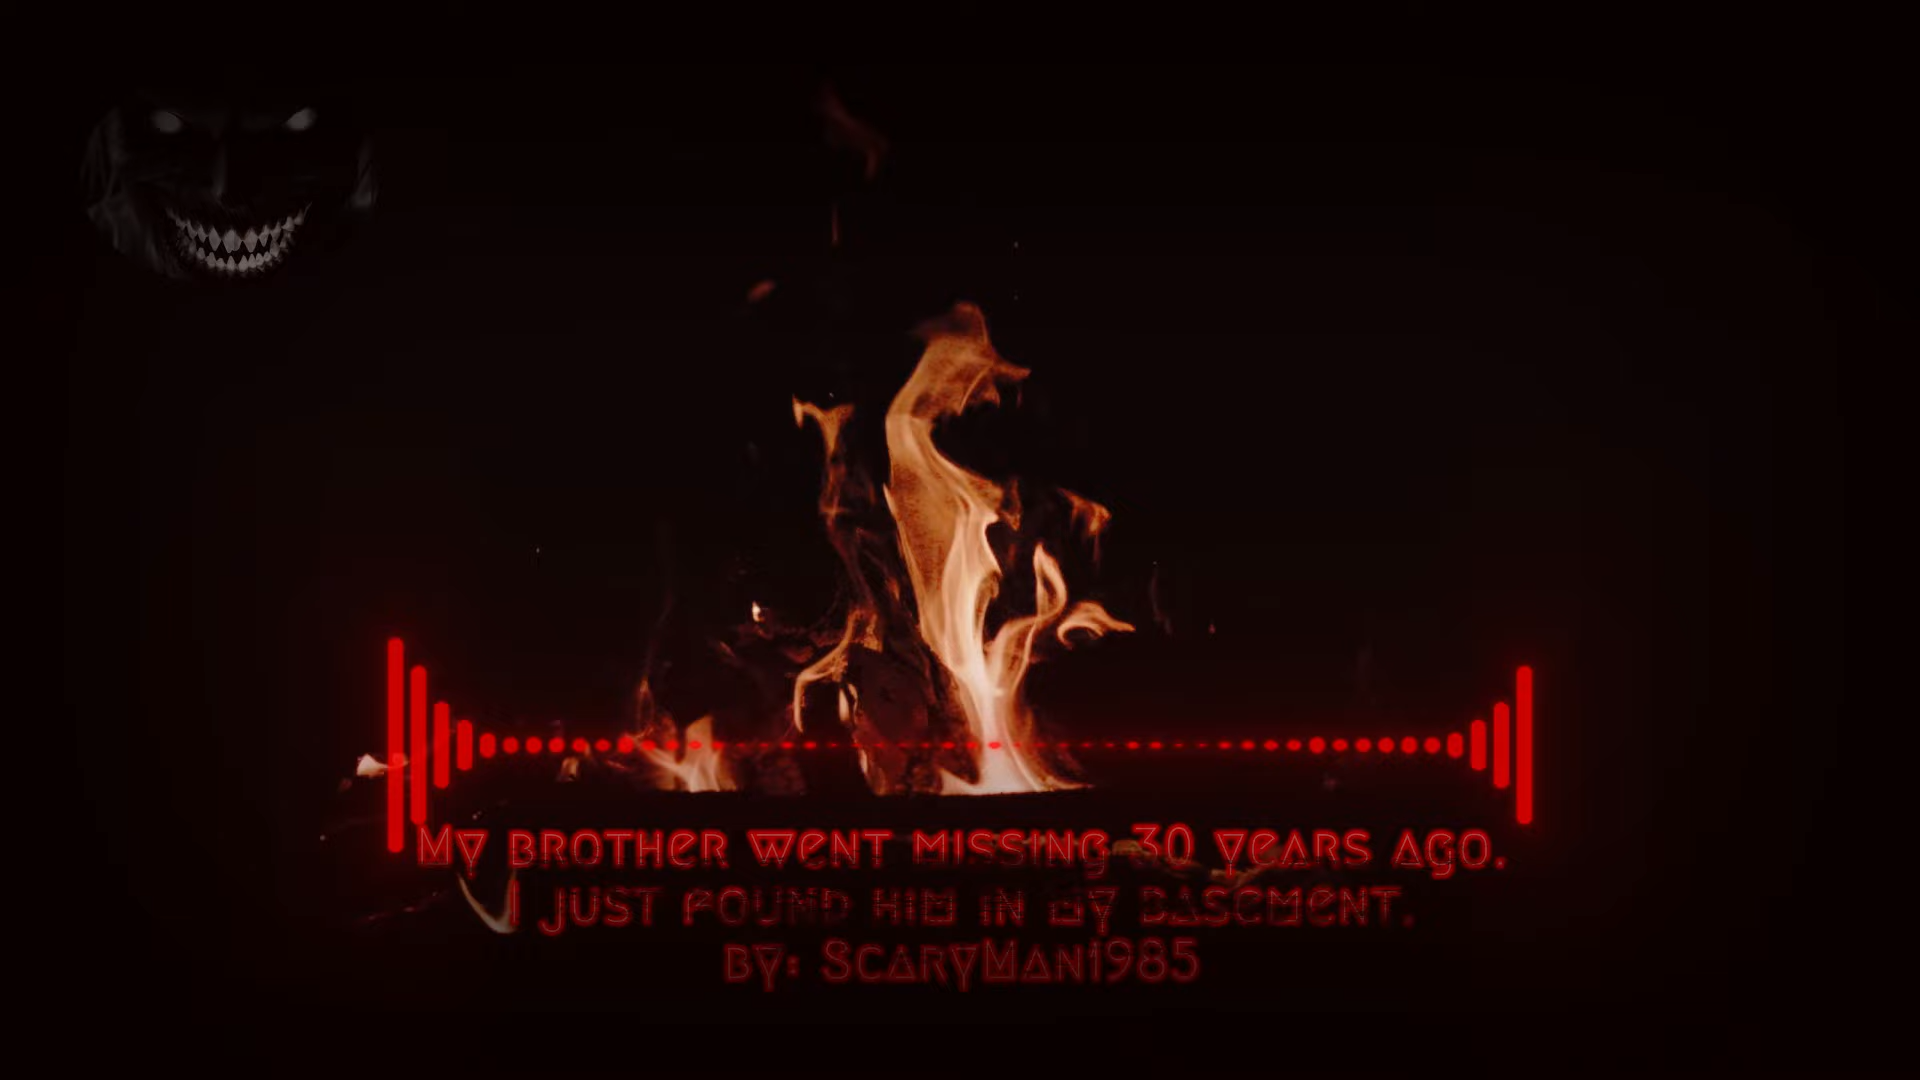 My brother went missing 30 years ago.
I just found him in my basement.
by: ScaryMan1985